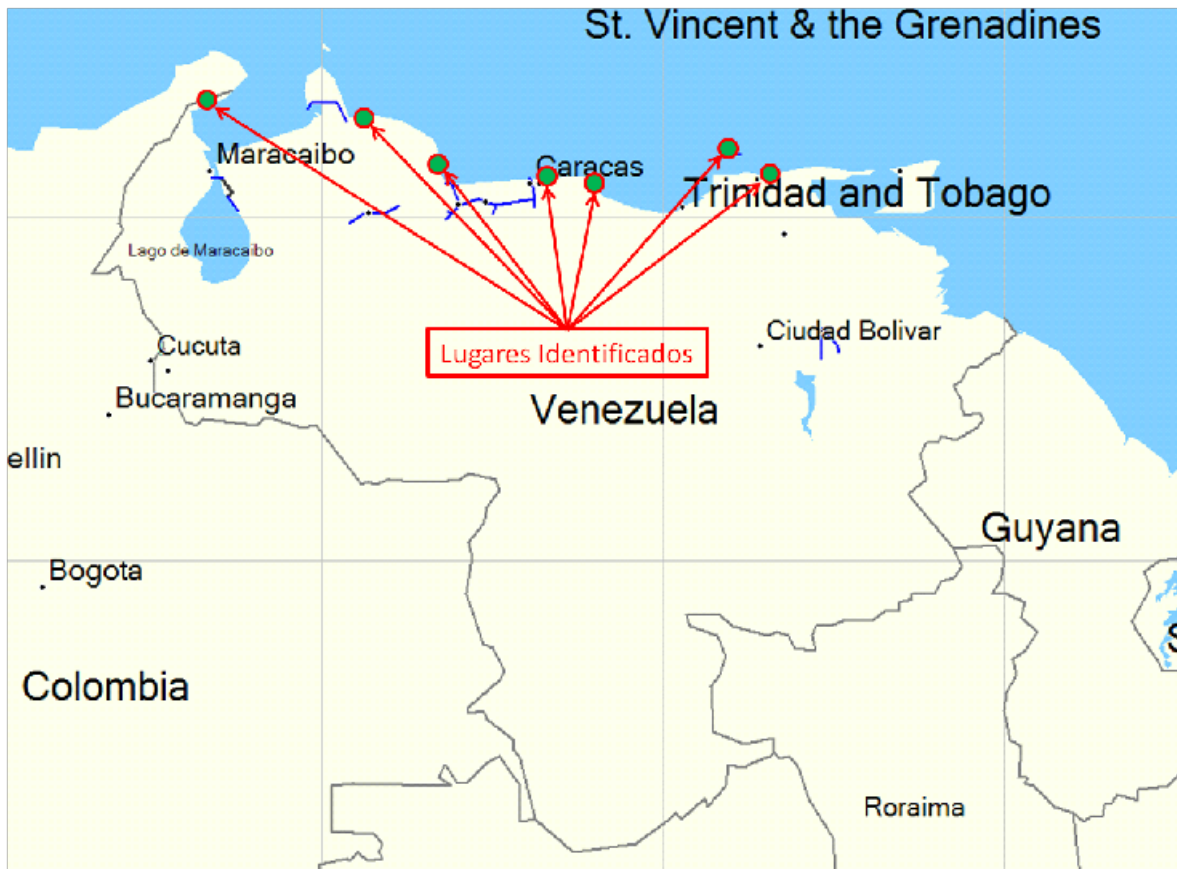 St. Vincent & the Grenadines
Maracaibo
Caracas
Trinidad and Tobago
Lago de Maracaibo
Ciudad Bolivar
Lugares Identificados
Cucuta
Bucaramanga
Venezuela
ellin
Guyana
Bogota
S
Colombia
Roraima